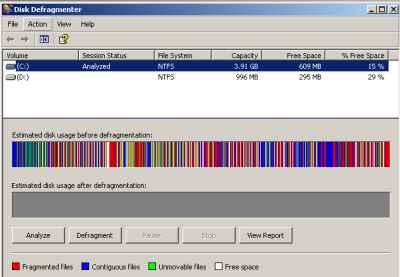 Disk Defragmenter
File Action View Help
Volume Session Status File System Capacity Free Space % Free Space
(C:) Analyzed NTFS 3.91 GB 609 MB 15 %
(D:) NTFS 996 MB 295 MB 29 %
Estimated disk usage before defragmentation:
Estimated disk usage after defragmentation:
Analyze Defragment Pause Stop View Report
Fragmented files Contiguous files Unmovable files Free space